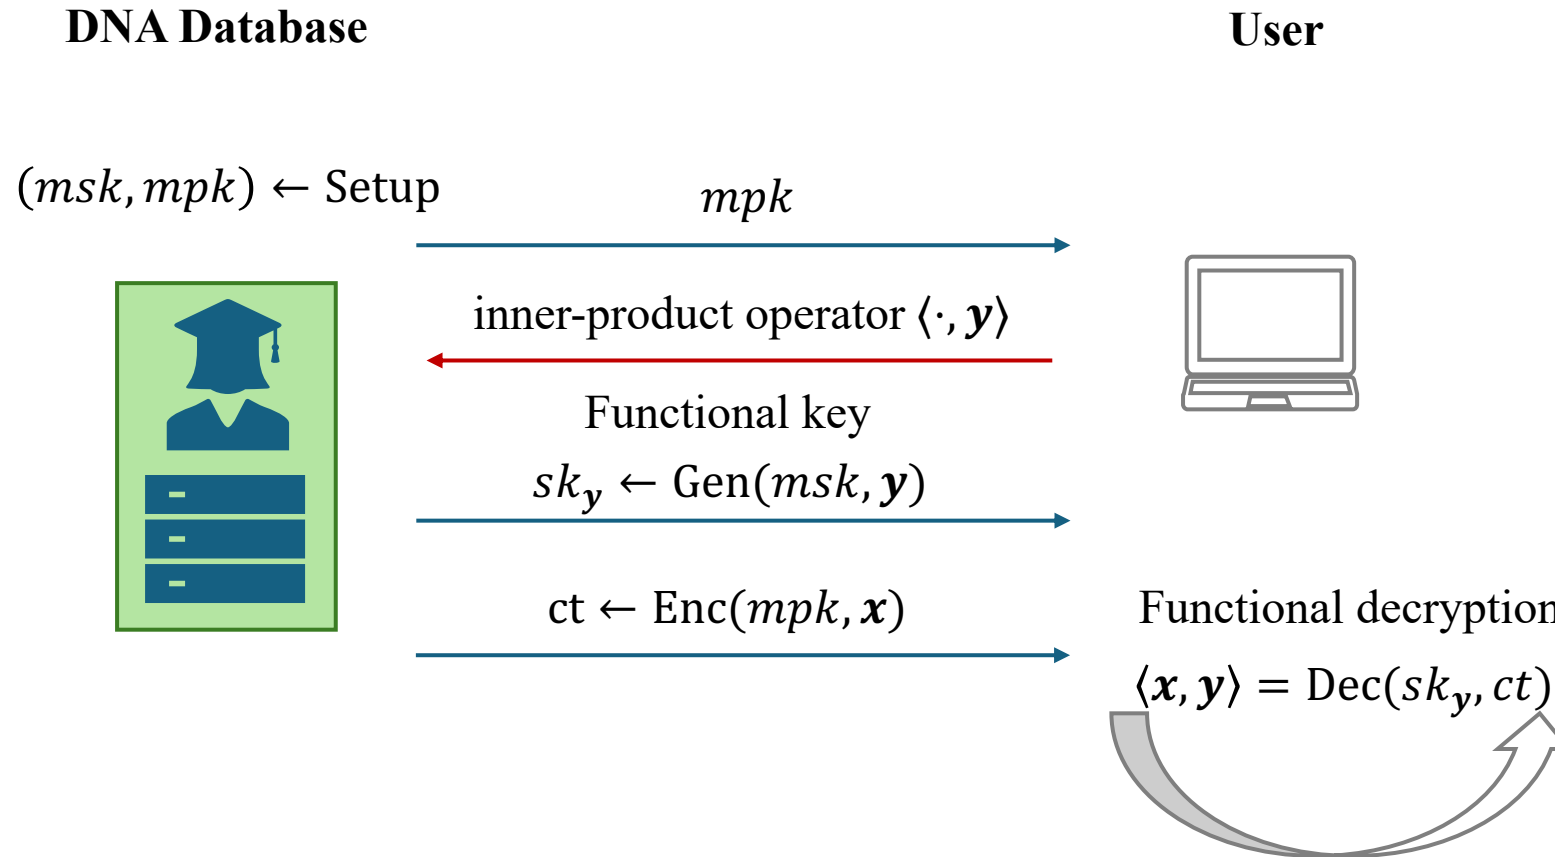 DNA Database
User
(msk, mpk) ← Setup
mpk
inner-product operator ⟨·, y⟩
Functional key
sk_y ← Gen(msk, y)
ct ← Enc(mpk, x)
Functional decryption
⟨x, y⟩ = Dec(sk_y, ct)